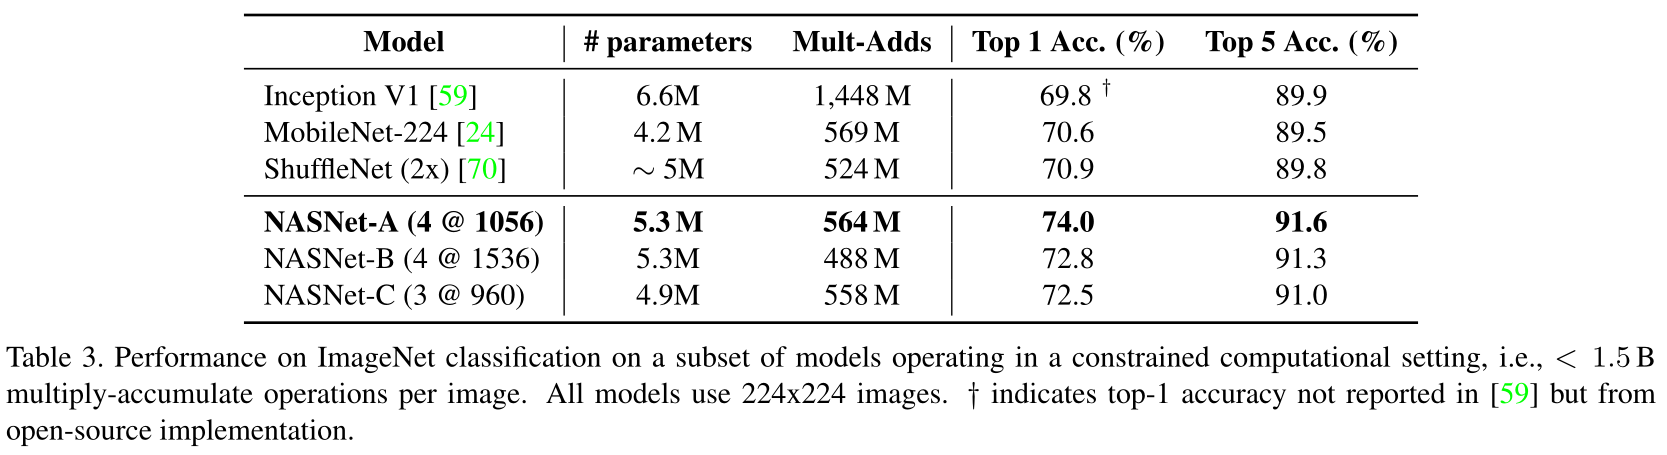 Model # parameters Mult-Adds Top 1 Acc. (%) Top 5 Acc. (%)
Inception V1 [59] 6.6M 1,448 M 69.8 † 89.9
MobileNet-224 [24] 4.2 M 569 M 70.6 89.5
ShuffleNet (2x) [70] ∼ 5M 524 M 70.9 89.8
NASNet-A (4 @ 1056) 5.3 M 564 M 74.0 91.6
NASNet-B (4 @ 1536) 5.3M 488 M 72.8 91.3
NASNet-C (3 @ 960) 4.9M 558 M 72.5 91.0
Table 3. Performance on ImageNet classification on a subset of models operating in a constrained computational setting, i.e., < 1.5 B
multiply-accumulate operations per image. All models use 224x224 images. † indicates top-1 accuracy not reported in [59] but from
open-source implementation.